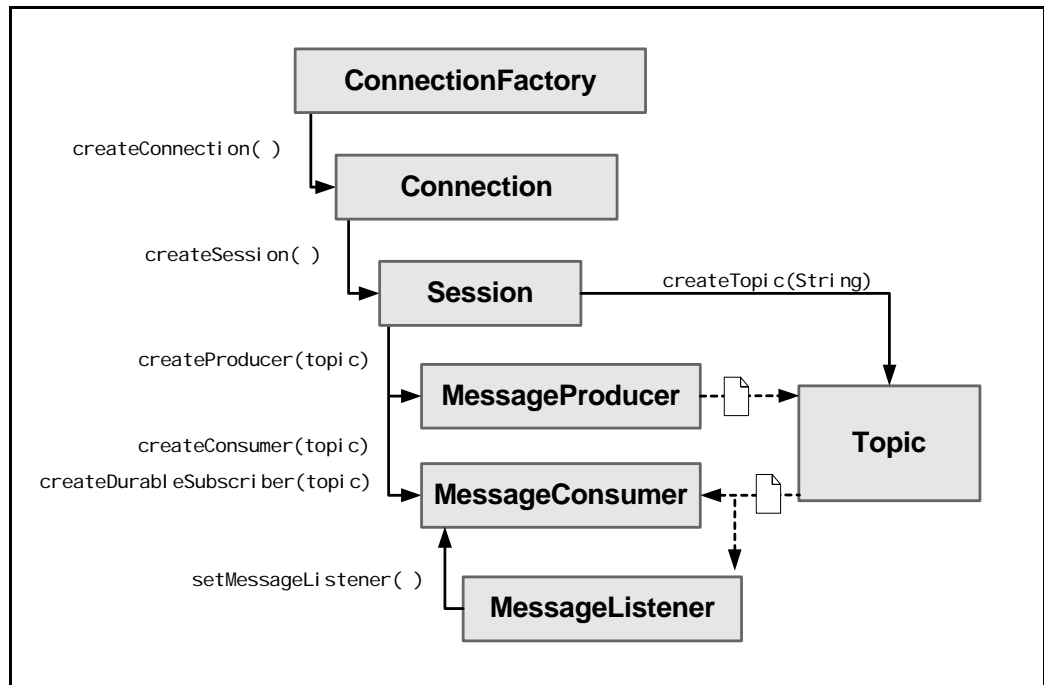 ConnectionFactory
createConnection( )
Connection
createSession( )
Session
createTopic(String)
createProducer(topic)
MessageProducer
Topic
createConsumer(topic)
createDurableSubscriber(topic)
MessageConsumer
setMessageListener( )
MessageListener